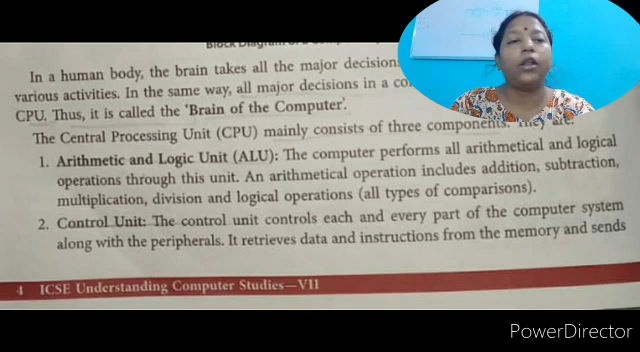 Block Diagram of a
In a human body, the brain takes all the major decision
various activities. In the same way, all major decisions in a co
CPU. Thus, it is called the 'Brain of the Computer'.
The Central Processing Unit (CPU) mainly consists of three components. They are:
1. Arithmetic and Logic Unit (ALU): The computer performs all arithmetical and logical
operations through this unit. An arithmetical operation includes addition, subtraction,
multiplication, division and logical operations (all types of comparisons).
2. Control Unit: The control unit controls each and every part of the computer system
along with the peripherals. It retrieves data and instructions from the memory and sends
4 ICSE Understanding Computer Studies—VII
PowerDirector